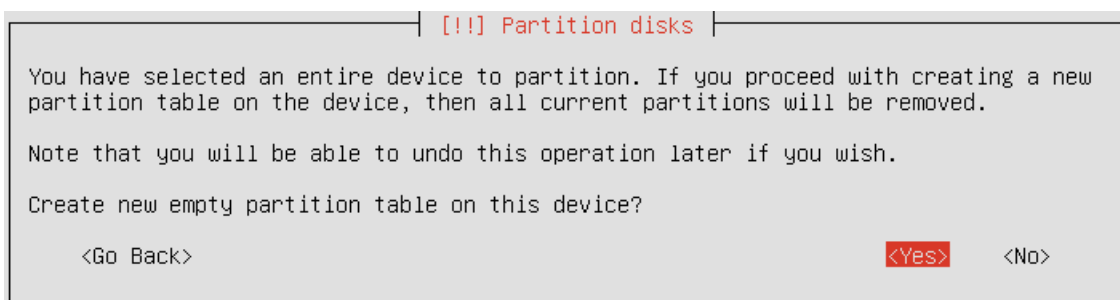 [!!] Partition disks
You have selected an entire device to partition. If you proceed with creating a new
partition table on the device, then all current partitions will be removed.
Note that you will be able to undo this operation later if you wish.
Create new empty partition table on this device?
<Go Back> <Yes> <No>